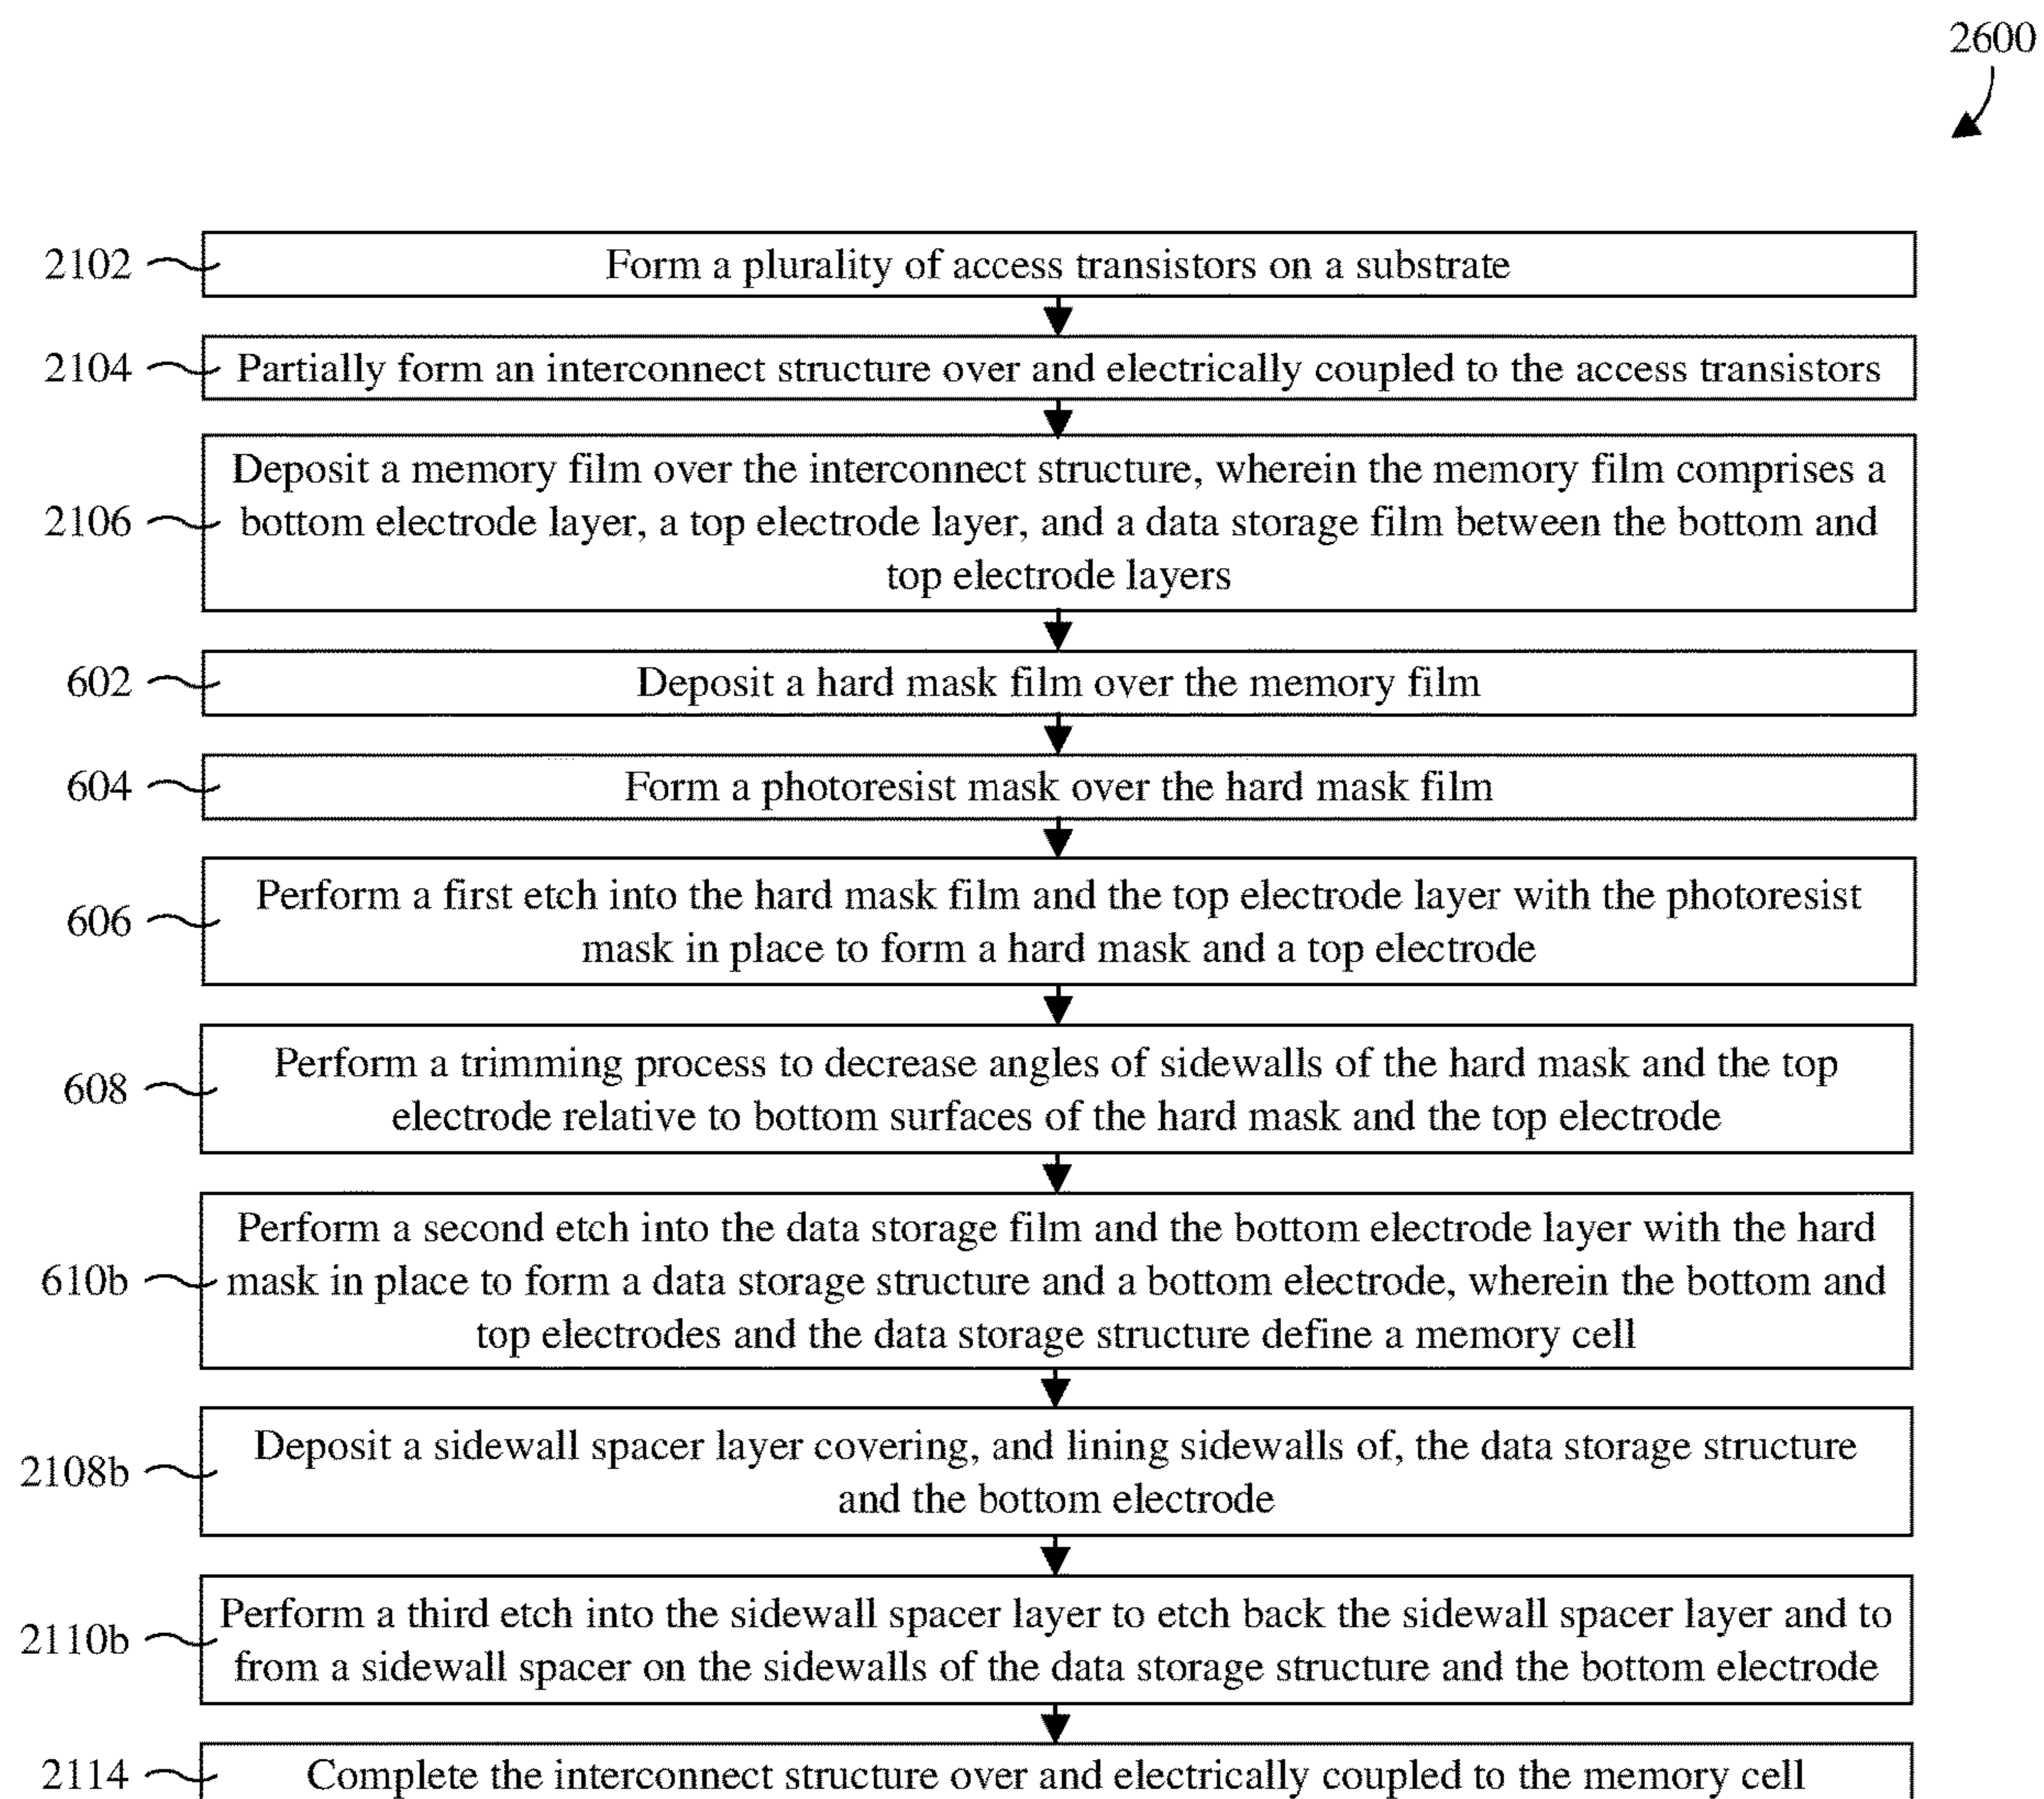 2600
2102 Form a plurality of access transistors on a substrate
2104 Partially form an interconnect structure over and electrically coupled to the access transistors
Deposit a memory film over the interconnect structure, wherein the memory film comprises a
2106 bottom electrode layer, a top electrode layer, and a data storage film between the bottom and
top electrode layers
602 Deposit a hard mask film over the memory film
604 Form a photoresist mask over the hard mask film
606
Perform a first etch into the hard mask film and the top electrode layer with the photoresist
mask in place to form a hard mask and a top electrode
608
Perform a trimming process to decrease angles of sidewalls of the hard mask and the top
electrode relative to bottom surfaces of the hard mask and the top electrode
Perform a second etch into the data storage film and the bottom electrode layer with the hard
610b mask in place to form a data storage structure and a bottom electrode, wherein the bottom and
top electrodes and the data storage structure define a memory cell
2108b
Deposit a sidewall spacer layer covering, and lining sidewalls of, the data storage structure
and the bottom electrode
2110b
Perform a third etch into the sidewall spacer layer to etch back the sidewall spacer layer and to
from a sidewall spacer on the sidewalls of the data storage structure and the bottom electrode
2114 Complete the interconnect structure over and electrically coupled to the memory cell